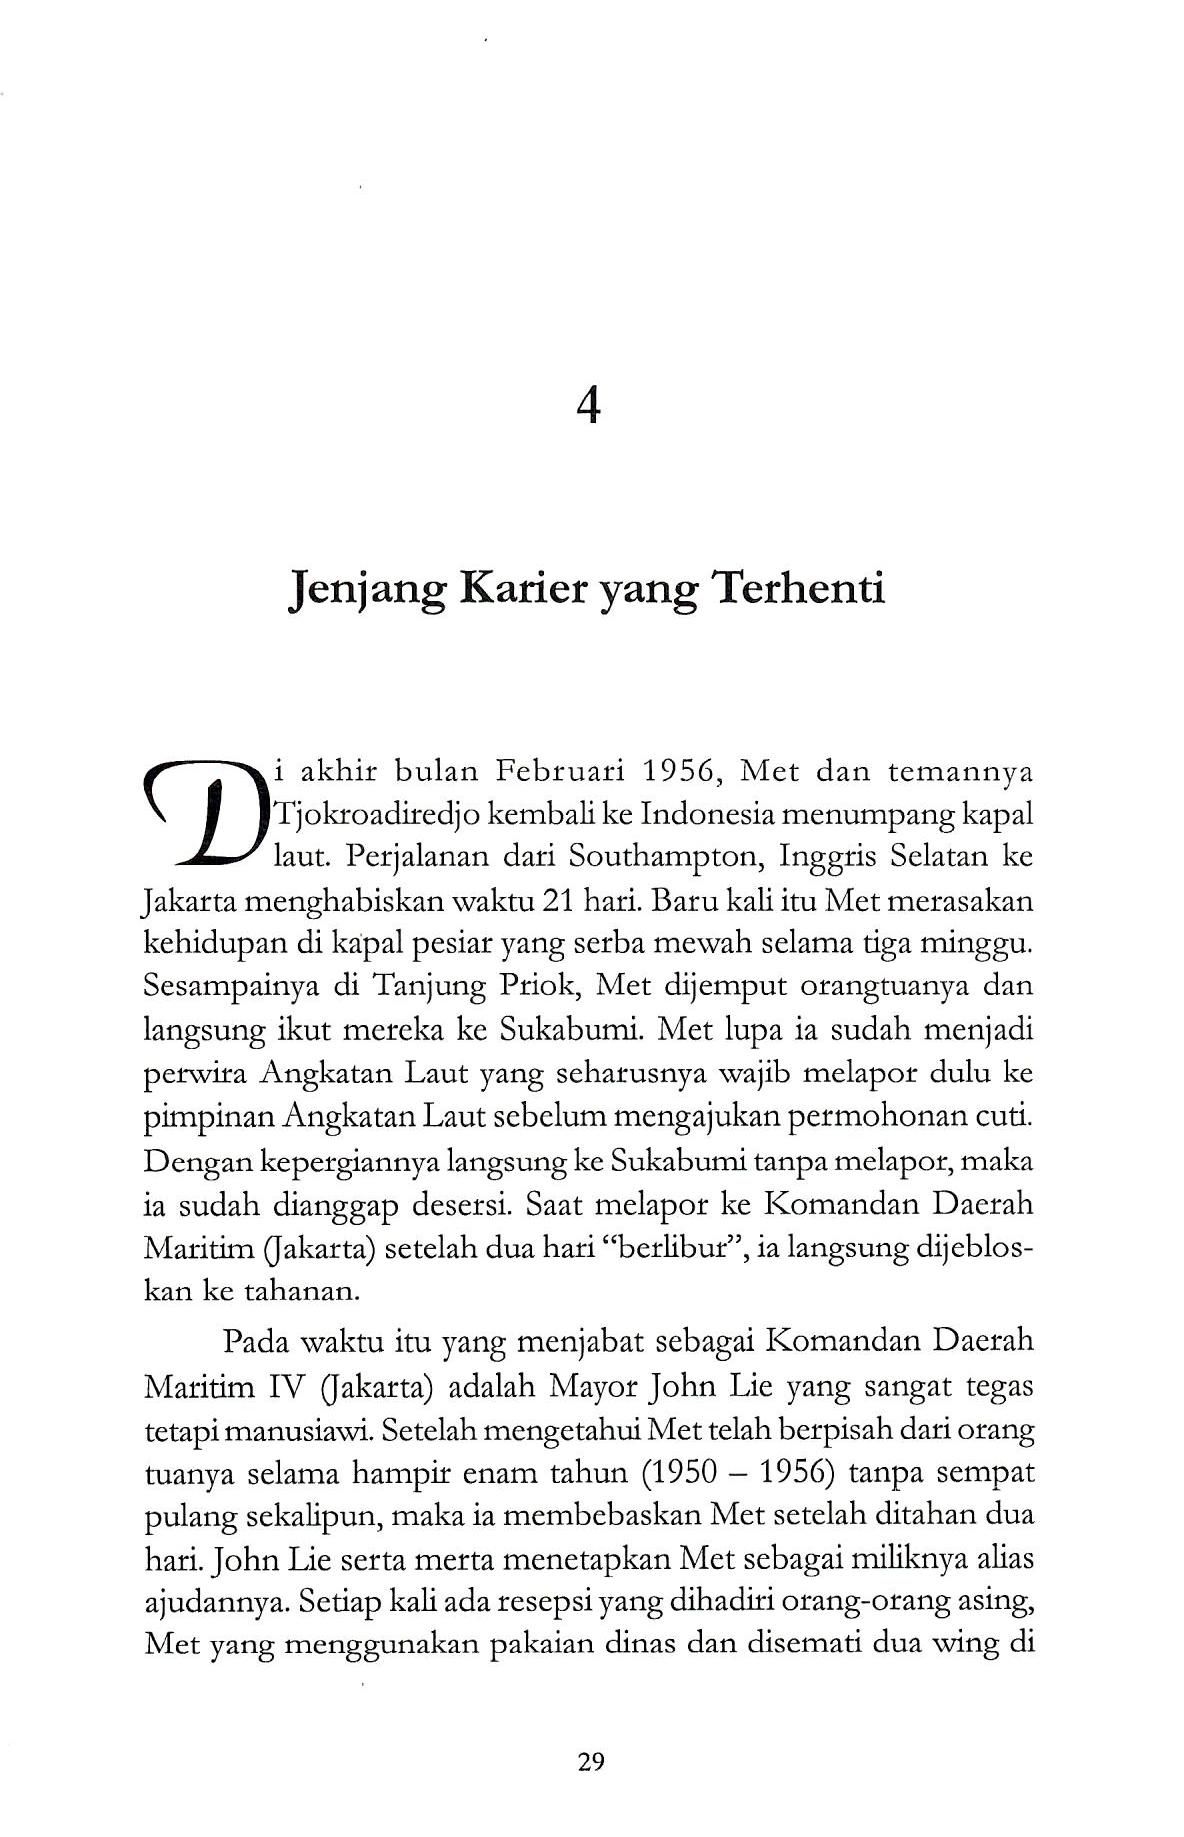 4
Jenjang Karier yang Terhenti
Di akhir bulan Februari 1956, Met dan temannya
Tjokroadiredjo kembali ke Indonesia menumpang kapal
laut. Perjalanan dari Southampton, Inggris Selatan ke
Jakarta menghabiskan waktu 21 hari. Baru kali itu Met merasakan
kehidupan di kapal pesiar yang serba mewah selama tiga minggu.
Sesampainya di Tanjung Priok, Met dijemput orangtuanya dan
langsung ikut mereka ke Sukabumi. Met lupa ia sudah menjadi
perwira Angkatan Laut yang seharusnya wajib melapor dulu ke
pimpinan Angkatan Laut sebelum mengajukan permohonan cuti.
Dengan kepergiannya langsung ke Sukabumi tanpa melapor, maka
ia sudah dianggap desersi. Saat melapor ke Komandan Daerah
Maritim (Jakarta) setelah dua hari “berlibur”, ia langsung dijeblos-
kan ke tahanan.
Pada waktu itu yang menjabat sebagai Komandan Daerah
Maritim IV (Jakarta) adalah Mayor John Lie yang sangat tegas
tetapi manusiawi. Setelah mengetahui Met telah berpisah dari orang
tuanya selama hampir enam tahun (1950 – 1956) tanpa sempat
pulang sekalipun, maka ia membebaskan Met setelah ditahan dua
hari. John Lie serta merta menetapkan Met sebagai miliknya alias
ajudannya. Setiap kali ada resepsi yang dihadiri orang-orang asing,
Met yang menggunakan pakaian dinas dan disemati dua wing di
29